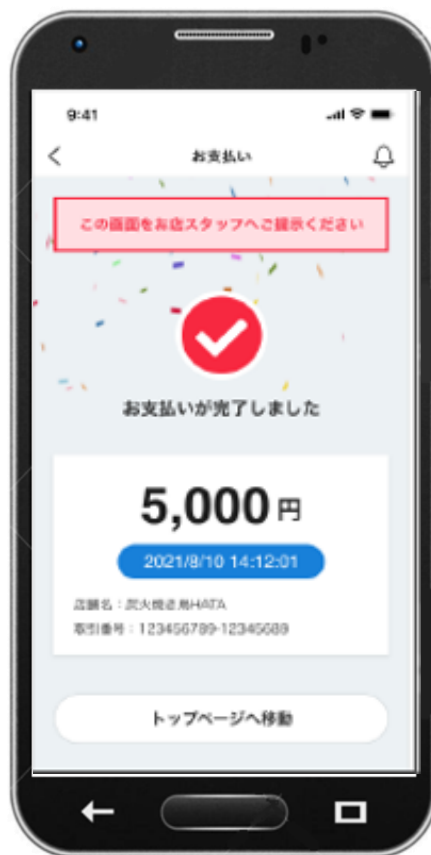 9:41
お支払い
この画面をお店スタッフへご提示ください
お支払いが完了しました
5,000円
2021/8/10 14:12:01
店舗名：炭火焼き鳥HATA
取引番号：123456789-12345689
トップページへ移動